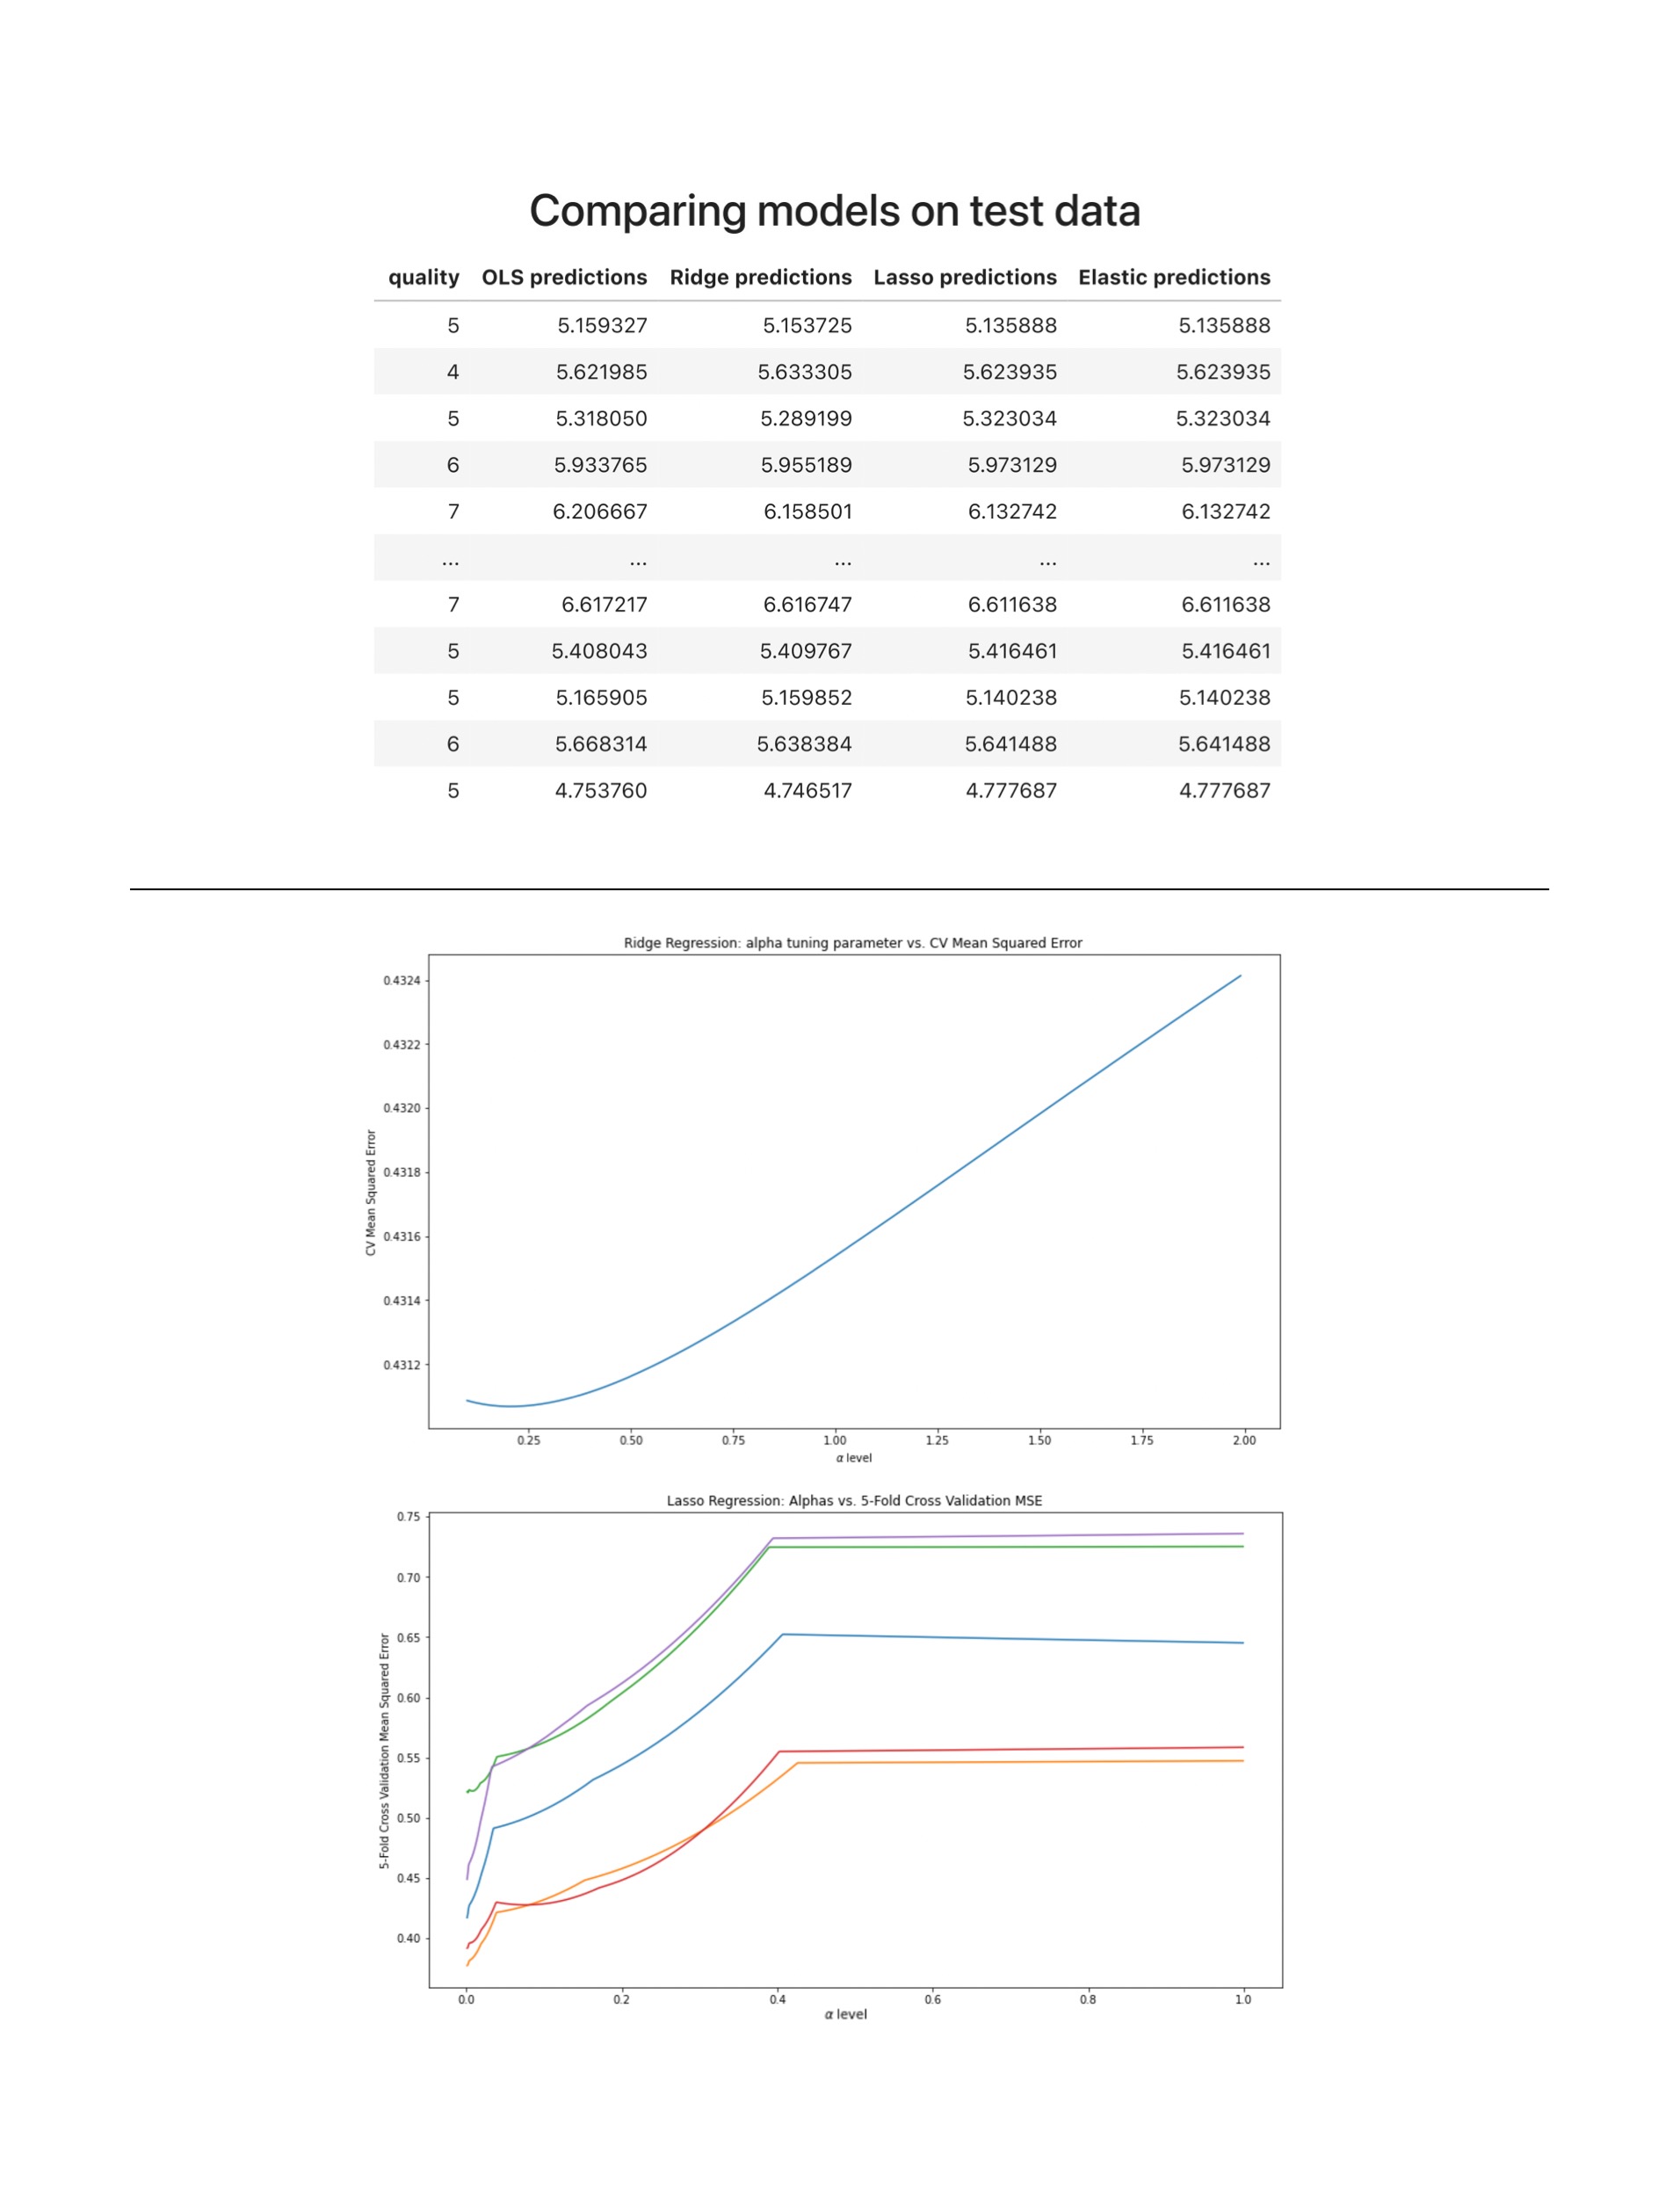 Comparing models on test data
quality OLS predictions Ridge predictions Lasso predictions Elastic predictions
5 5.159327 5.153725 5.135888 5.135888
4 5.621985 5.633305 5.623935 5.623935
5 5.318050 5.289199 5.323034 5.323034
6 5.933765 5.955189 5.973129 5.973129
7 6.206667 6.158501 6.132742 6.132742
... ... ... ... ...
7 6.617217 6.616747 6.611638 6.611638
5 5.408043 5.409767 5.416461 5.416461
5 5.165905 5.159852 5.140238 5.140238
6 5.668314 5.638384 5.641488 5.641488
5 4.753760 4.746517 4.777687 4.777687
Ridge Regression: alpha tuning parameter vs. CV Mean Squared Error
CV Mean Squared Error
0.4324
0.4322
0.4320
0.4318
0.4316
0.4314
0.4312
0.25 0.50 0.75 1.00 1.25 1.50 1.75 2.00
α level
Lasso Regression: Alphas vs. 5-Fold Cross Validation MSE
5-Fold Cross Validation Mean Squared Error
0.75
0.70
0.65
0.60
0.55
0.50
0.45
0.40
0.0 0.2 0.4 0.6 0.8 1.0
α level